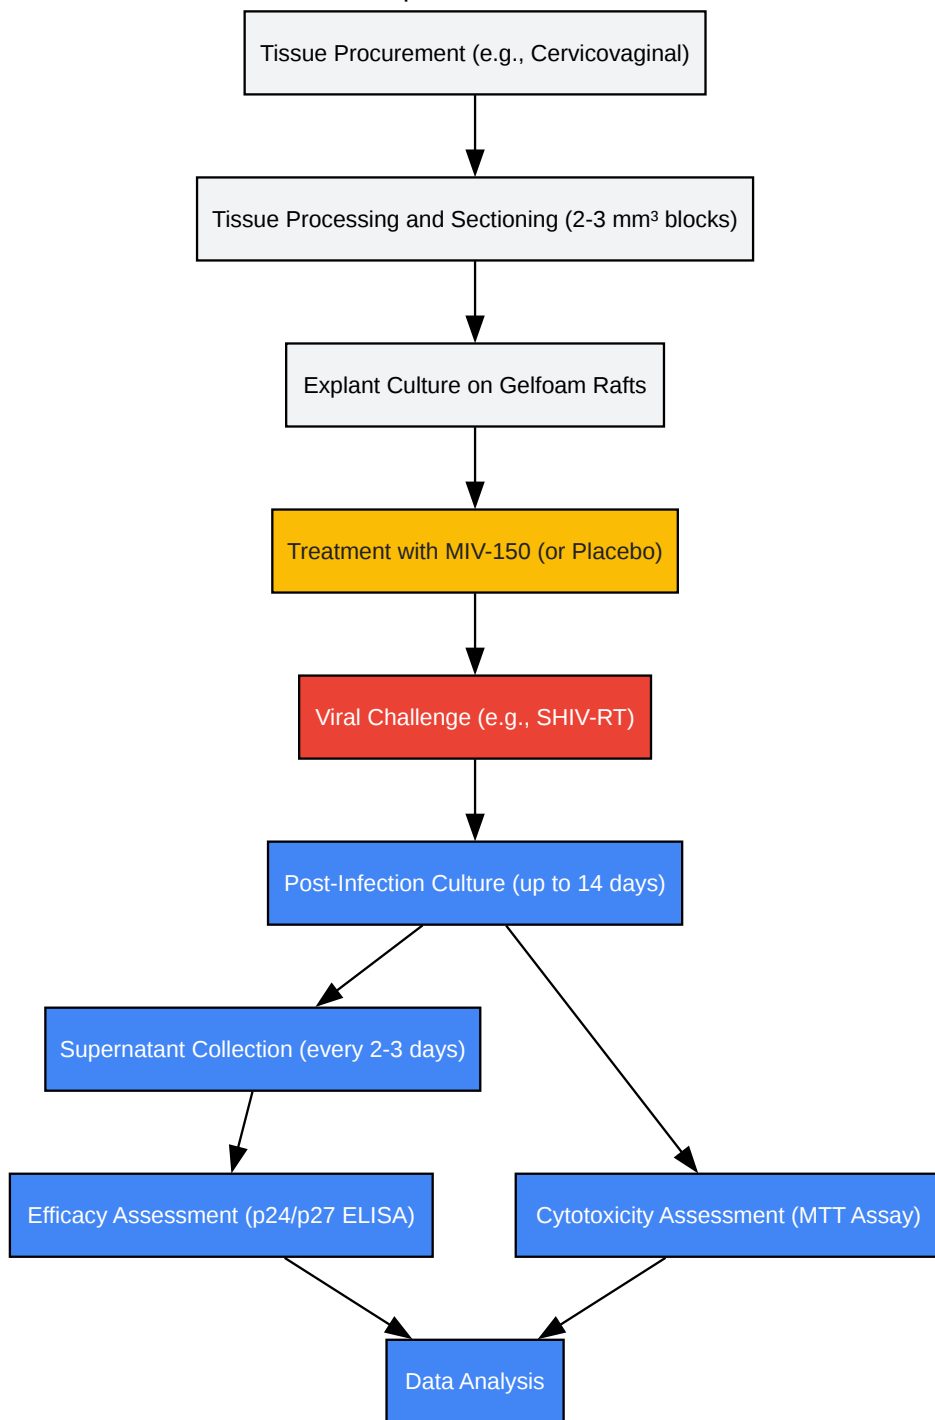 Tissue Procurement (e.g., Cervicovaginal)
Tissue Processing and Sectioning (2-3 mm³ blocks)
Explant Culture on Gelfoam Rafts
Treatment with MIV-150 (or Placebo)
Viral Challenge (e.g., SHIV-RT)
Post-Infection Culture (up to 14 days)
Supernatant Collection (every 2-3 days)
Efficacy Assessment (p24/p27 ELISA)
Cytotoxicity Assessment (MTT Assay)
Data Analysis